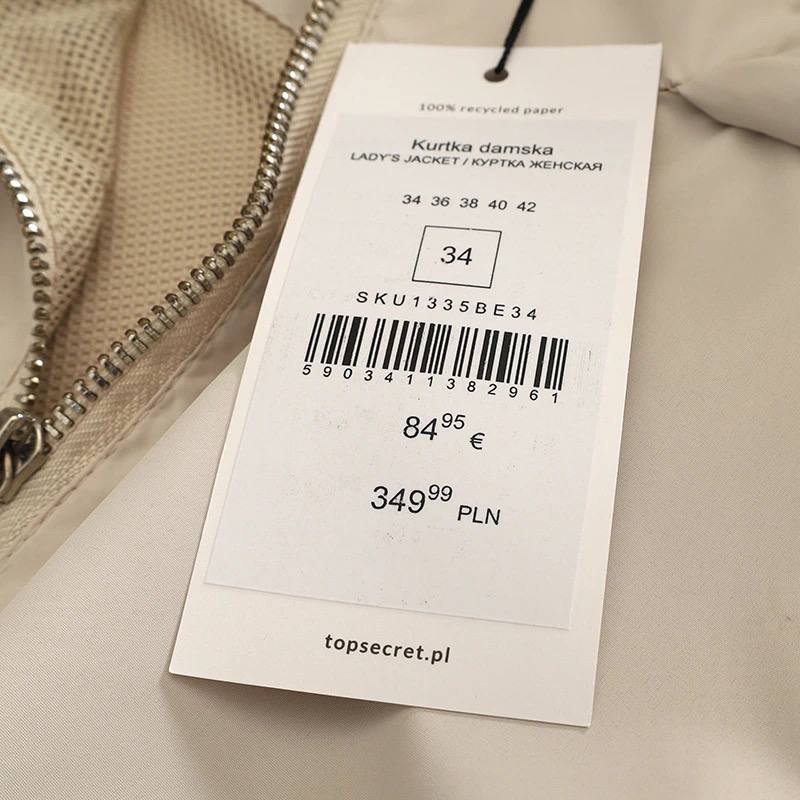 100% recycled paper
Kurtka damska
LADY'S JACKET / КУРТКА ЖЕНСКАЯ
34 36 38 40 42
34
SKU1335BE34
5903411382961
84⁹⁵ €
349⁹⁹ PLN
topsecret.pl